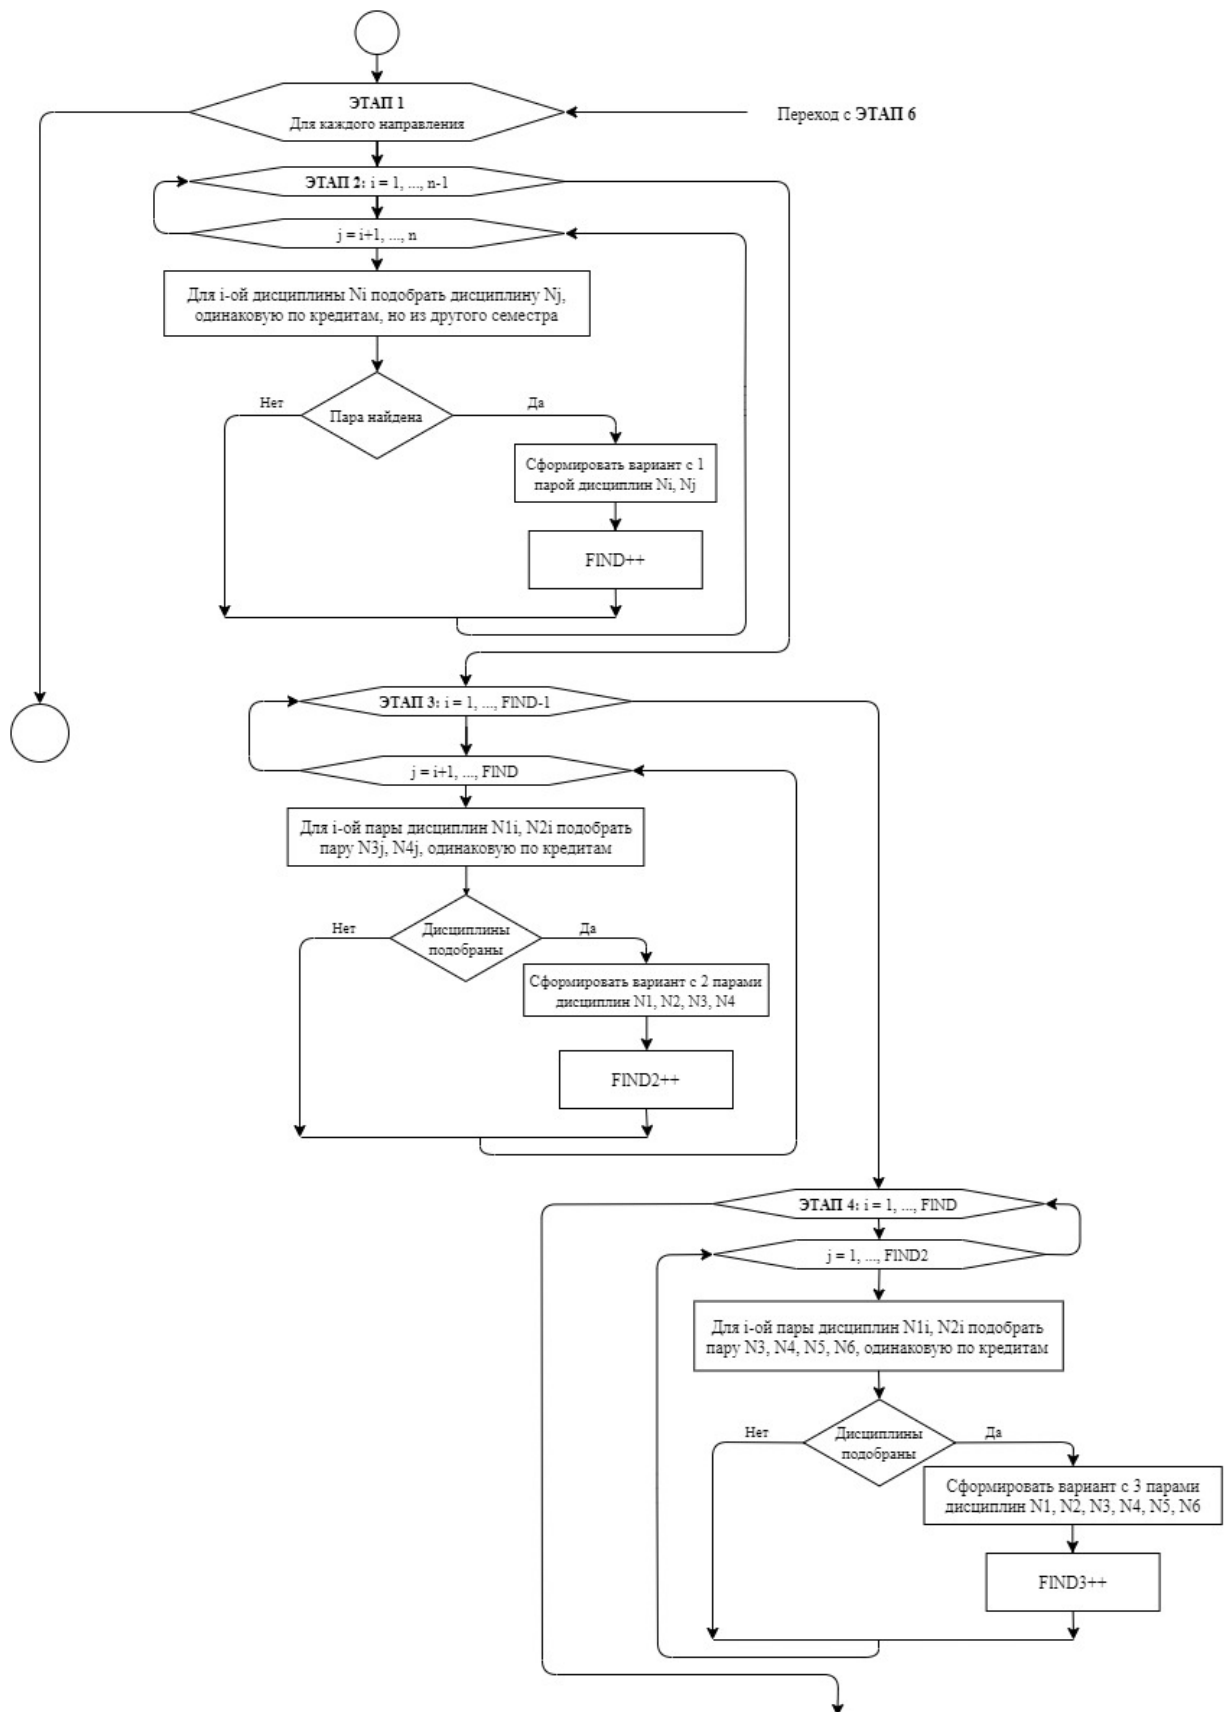 ЭТАП 1
Для каждого направления
Переход с ЭТАП 6
ЭТАП 2: i = 1, ..., n-1
j = i+1, ..., n
Для i-ой дисциплины Ni подобрать дисциплину Nj,
одинаковую по кредитам, но из другого семестра
Нет
Да
Пара найдена
Сформировать вариант с 1
парой дисциплин Ni, Nj
FIND++
ЭТАП 3: i = 1, ..., FIND-1
j = i+1, ..., FIND
Для i-ой пары дисциплин N1i, N2i подобрать
пару N3j, N4j, одинаковую по кредитам
Нет
Да
Дисциплины
подобраны
Сформировать вариант с 2 парами
дисциплин N1, N2, N3, N4
FIND2++
ЭТАП 4: i = 1, ..., FIND
j = 1, ..., FIND2
Для i-ой пары дисциплин N1i, N2i подобрать
пару N3, N4, N5, N6, одинаковую по кредитам
Нет
Да
Дисциплины
подобраны
Сформировать вариант с 3 парами
дисциплин N1, N2, N3, N4, N5, N6
FIND3++